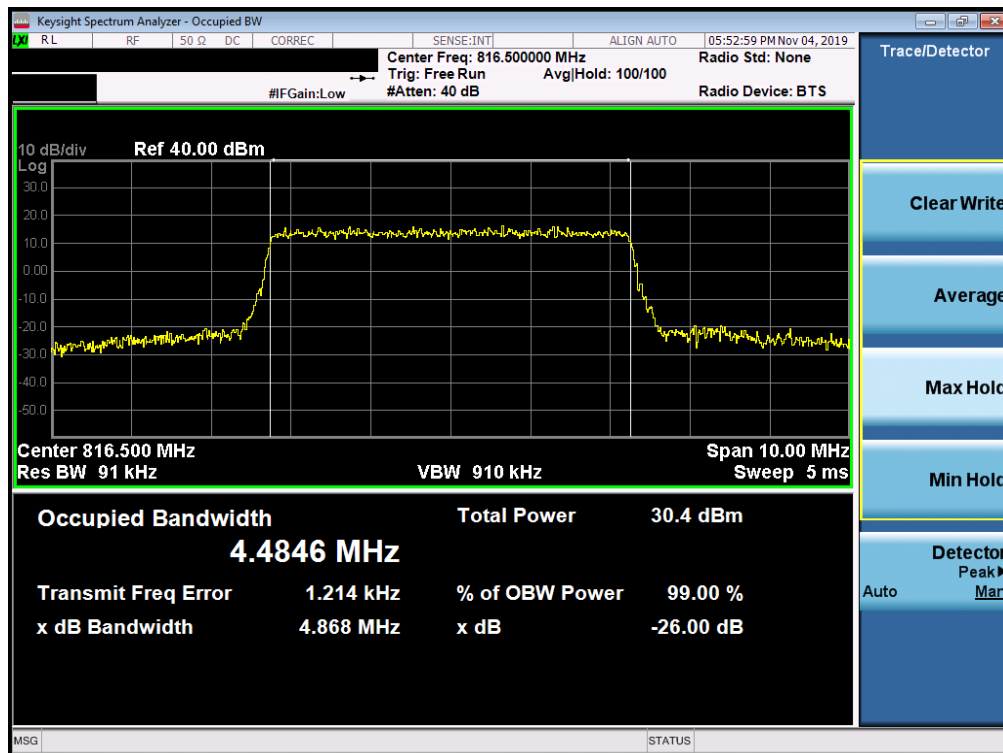 Keysight Spectrum Analyzer - Occupied BW
LXI RL RF 50 Ω DC CORREC SENSE:INT ALIGN AUTO 05:52:59 PM Nov 04, 2019
Center Freq: 816.500000 MHz Radio Std: None
Trig: Free Run Avg|Hold: 100/100
#IFGain:Low #Atten: 40 dB Radio Device: BTS
Trace/Detector
10 dB/div Ref 40.00 dBm
Log
30.0
20.0
10.0
0.00
-10.0
-20.0
-30.0
-40.0
-50.0
Center 816.500 MHz Span 10.00 MHz
Res BW 91 kHz VBW 910 kHz Sweep 5 ms
Occupied Bandwidth Total Power 30.4 dBm
4.4846 MHz
Transmit Freq Error 1.214 kHz % of OBW Power 99.00 %
x dB Bandwidth 4.868 MHz x dB -26.00 dB
Clear Write
Average
Max Hold
Min Hold
Detector
Peak▶
Auto Man
MSG STATUS